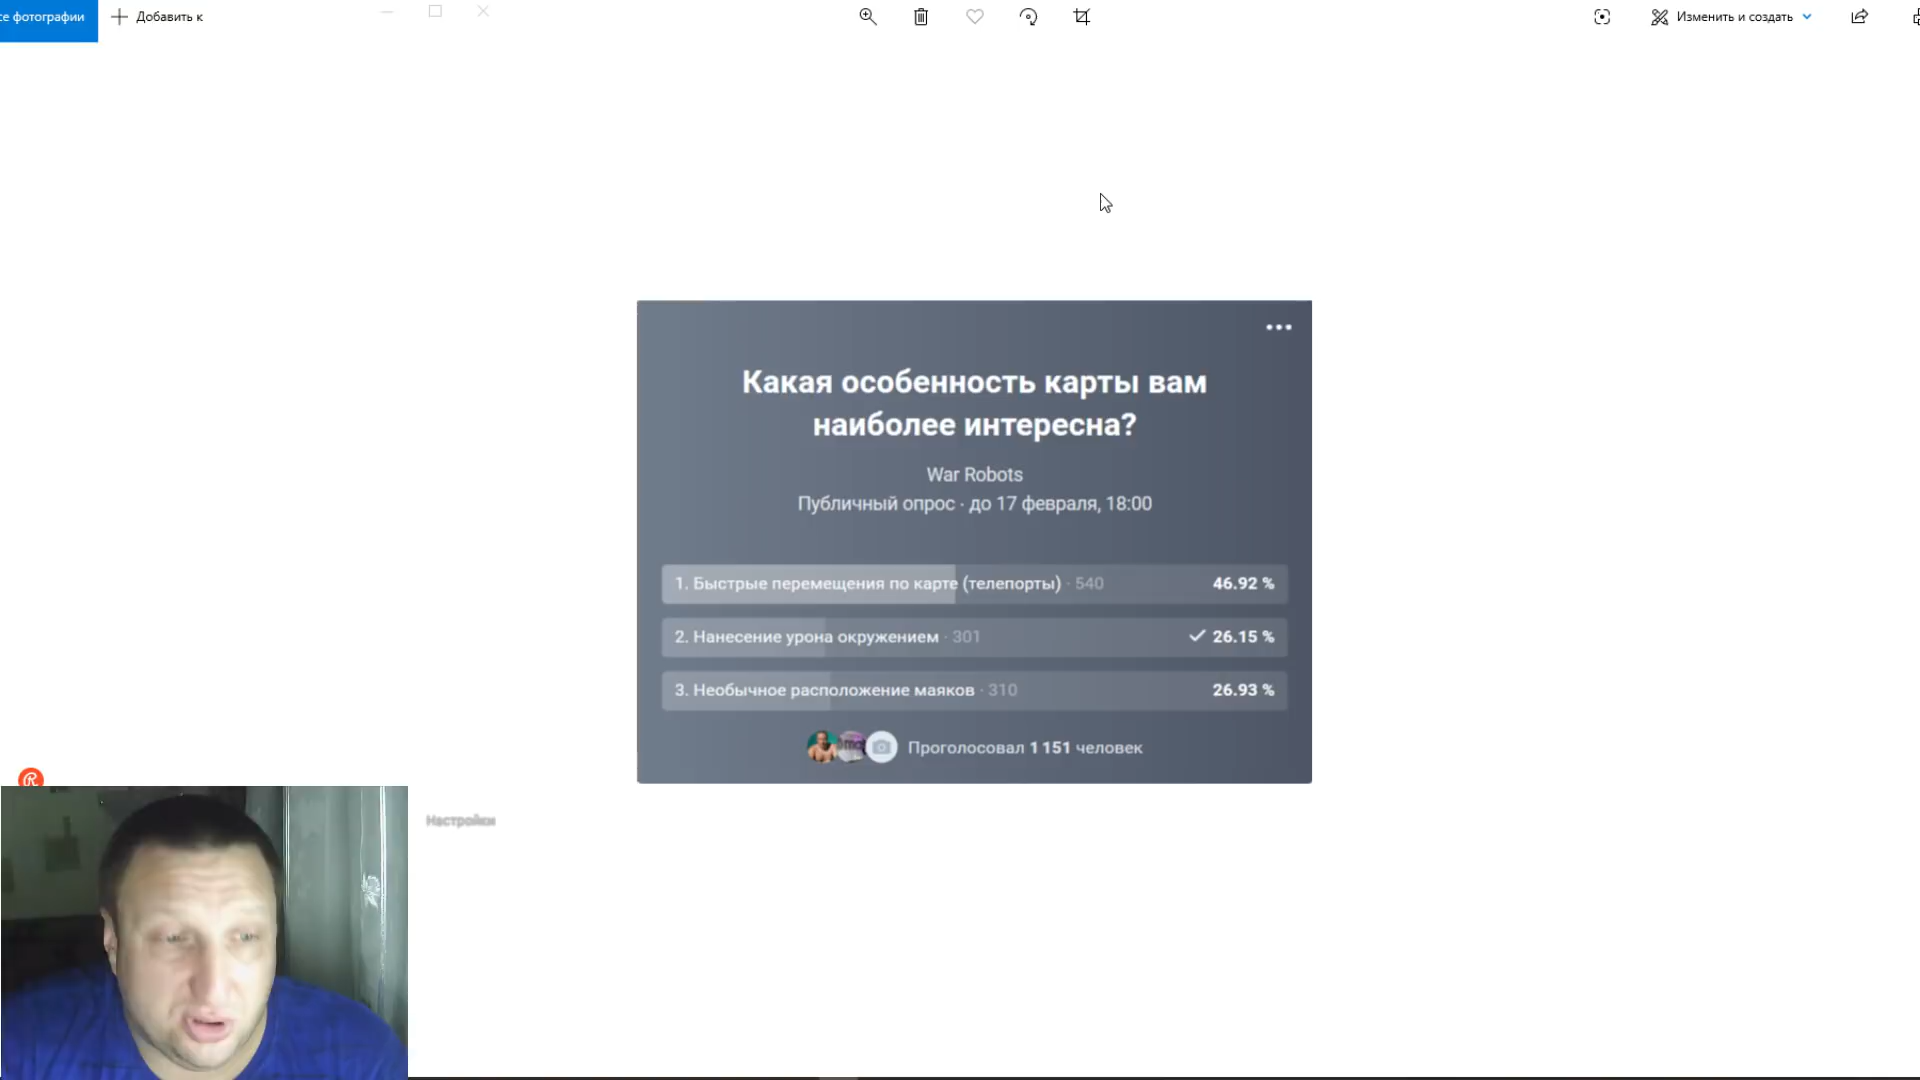 се фотографии
Добавить к
Изменить и создать
Какая особенность карты вам
наиболее интересна?
War Robots
Публичный опрос · до 17 февраля, 18:00
1. Быстрые перемещения по карте (телепорты) · 540 46.92 %
2. Нанесение урона окружением · 301 26.15 %
3. Необычное расположение маяков · 310 26.93 %
Проголосовал 1 151 человек
Настройки